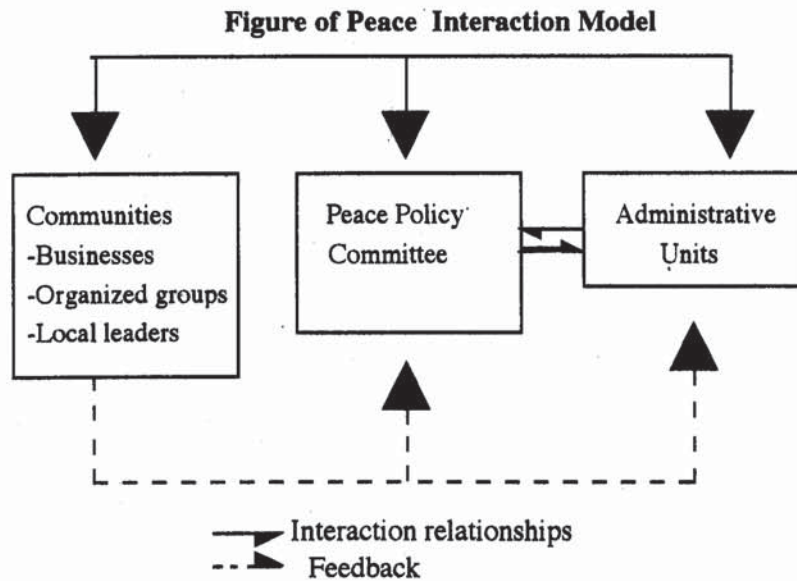 Figure of Peace Interaction Model
Communities
-Businesses
-Organized groups
-Local leaders
Peace Policy
Committee
Administrative
Units
Interaction relationships
Feedback